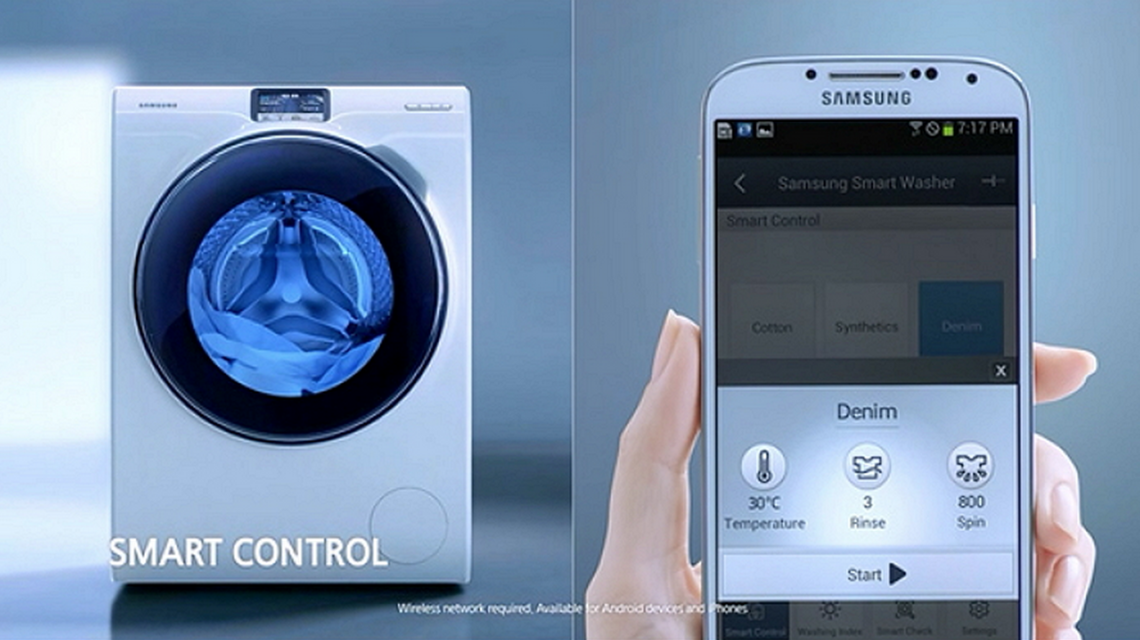 SAMSUNG
SMART CONTROL
SAMSUNG
7:17 PM
Samsung Smart Washer
Smart Control
Cotton Synthetics Denim
X
Denim
30°C 3 800
Temperature Rinse Spin
Start
Wireless network required. Available for Android devices and iPhones.
Smart Control Washing Index Smart Check Settings